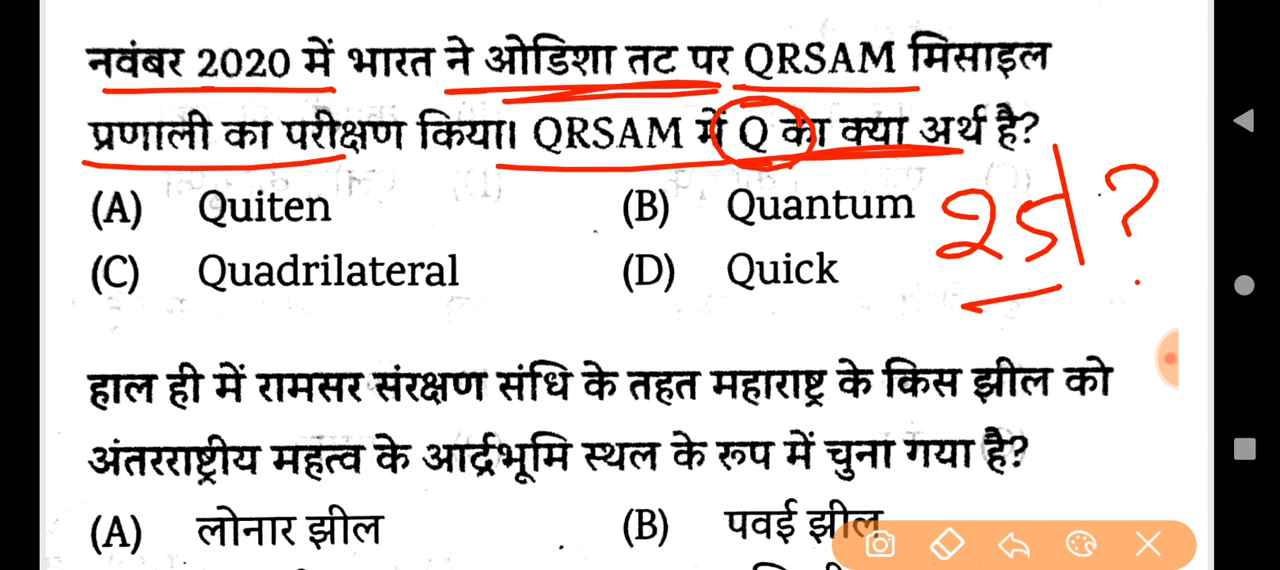 नवंबर 2020 में भारत ने ओडिशा तट पर QRSAM मिसाइल
प्रणाली का परीक्षण किया। QRSAM में Q का क्या अर्थ है?
(A) Quiten (B) Quantum
(C) Quadrilateral (D) Quick
25 ?
हाल ही में रामसर संरक्षण संधि के तहत महाराष्ट्र के किस झील को
अंतरराष्ट्रीय महत्व के आर्द्रभूमि स्थल के रूप में चुना गया है?
(A) लोनार झील (B) पवई झील